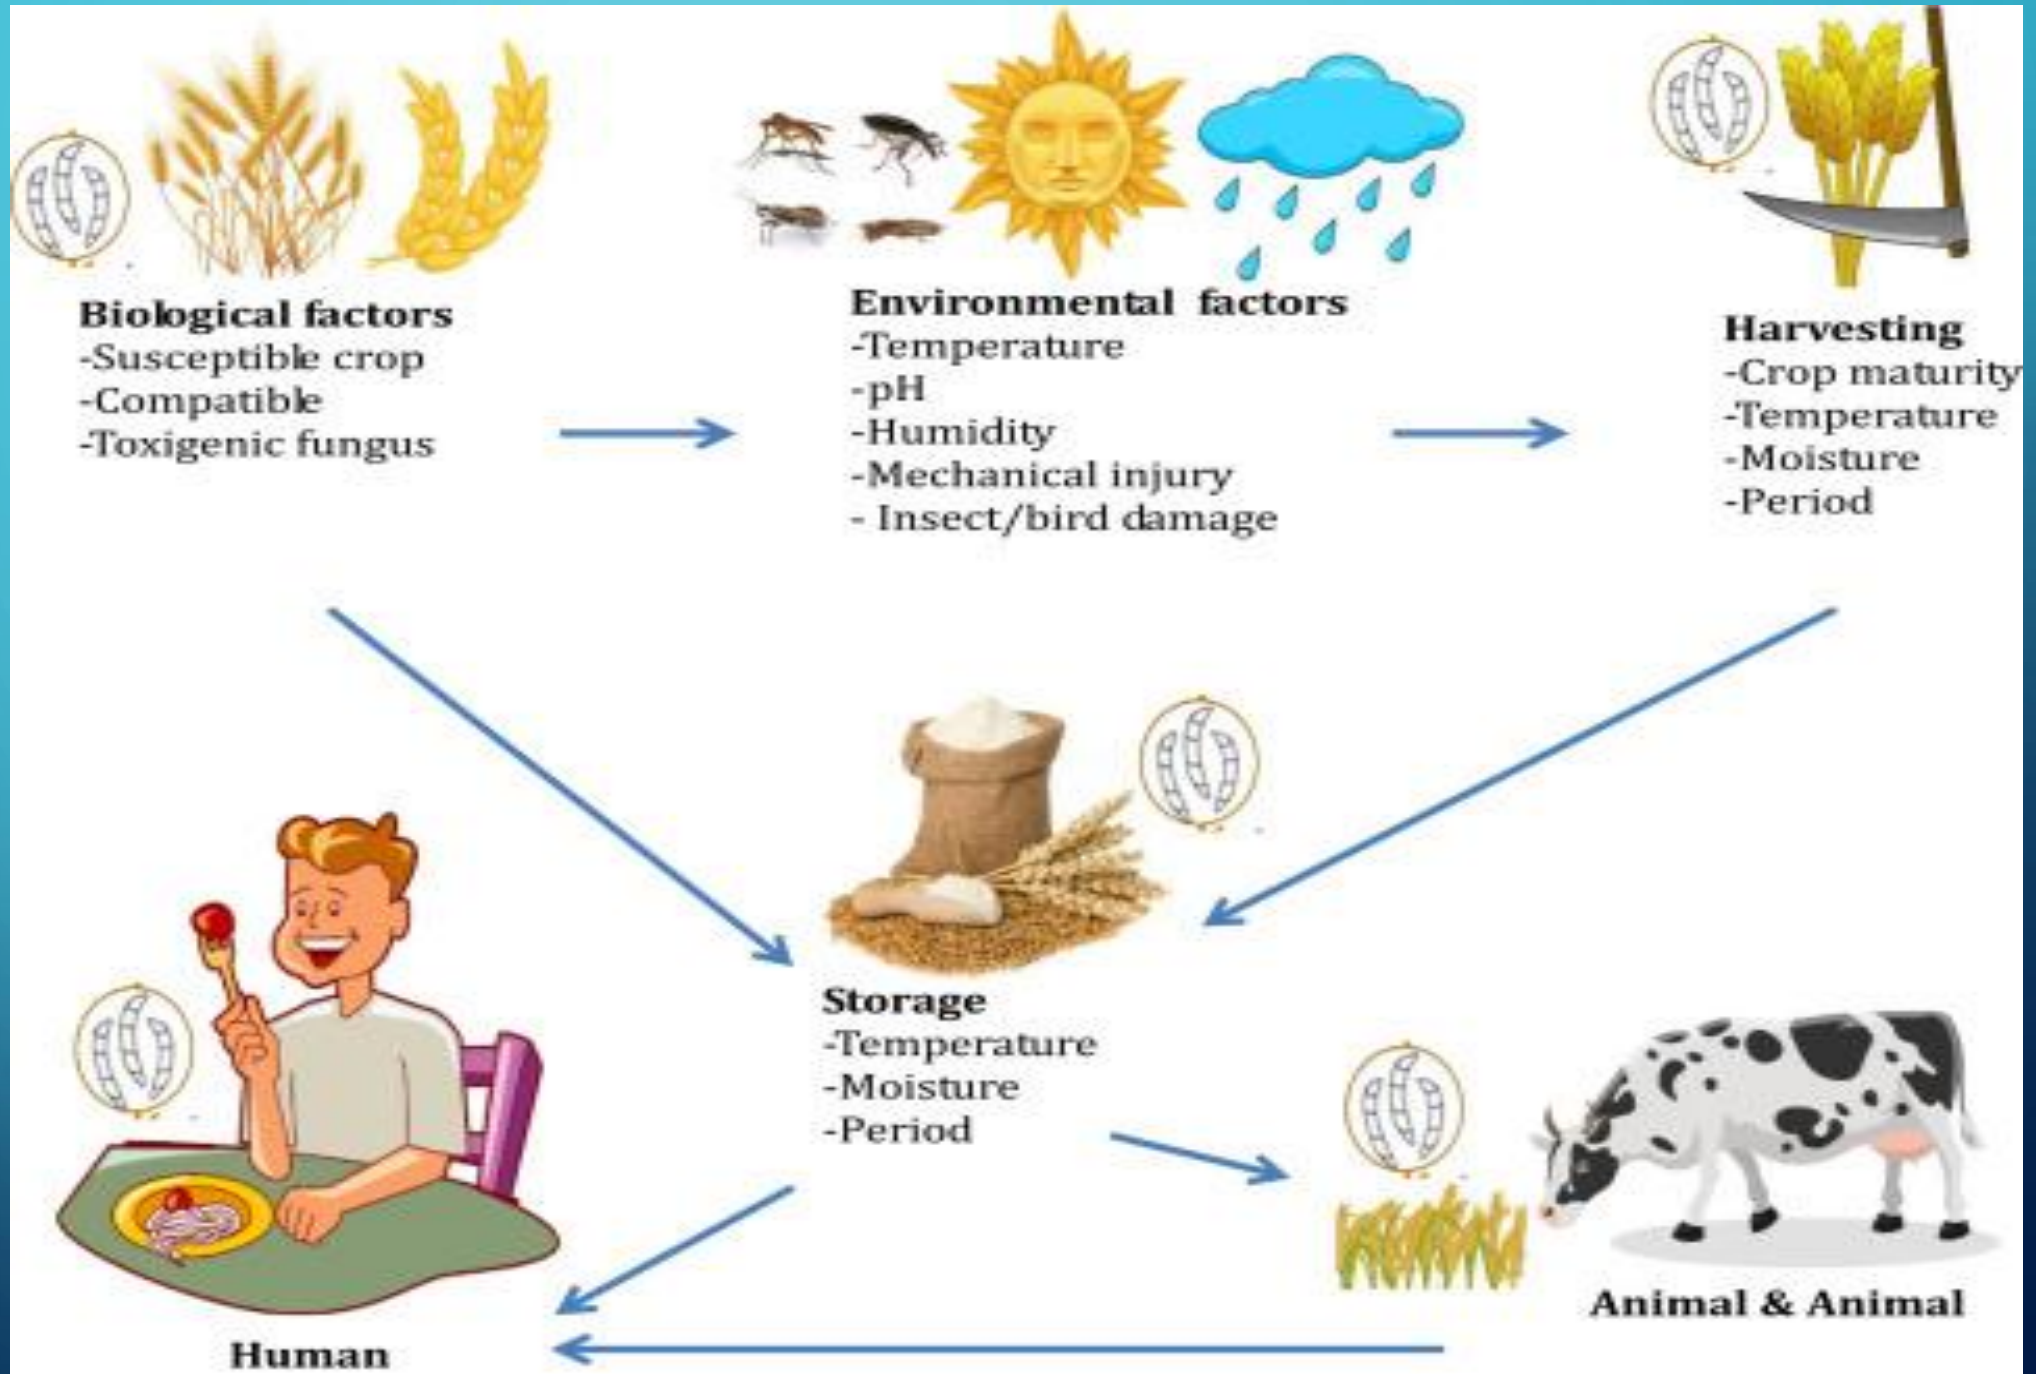 Biological factors
-Susceptible crop
-Compatible
-Toxigenic fungus
Environmental factors
-Temperature
-pH
-Humidity
-Mechanical injury
- Insect/bird damage
Harvesting
-Crop maturity
-Temperature
-Moisture
-Period
Storage
-Temperature
-Moisture
-Period
Human
Animal & Animal